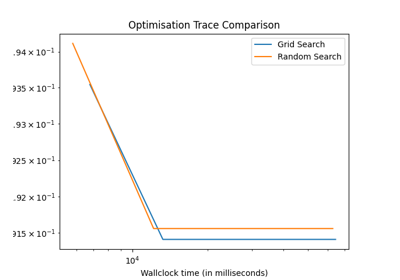 Optimisation Trace Comparison
Grid Search
Random Search
.94 × 10⁻¹
935 × 10⁻¹
.93 × 10⁻¹
925 × 10⁻¹
.92 × 10⁻¹
915 × 10⁻¹
10⁴
Wallclock time (in milliseconds)